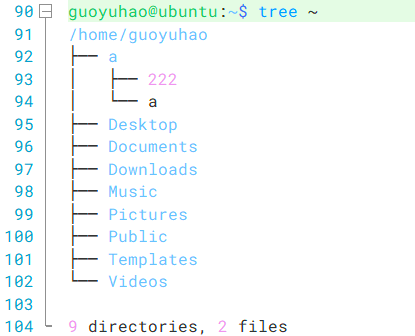 90 guoyuhao@ubuntu:~$ tree ~
91 /home/guoyuhao
92 ├── a
93 │   ├── 222
94 │   └── a
95 ├── Desktop
96 ├── Documents
97 ├── Downloads
98 ├── Music
99 ├── Pictures
100 ├── Public
101 ├── Templates
102 └── Videos
103
104 9 directories, 2 files